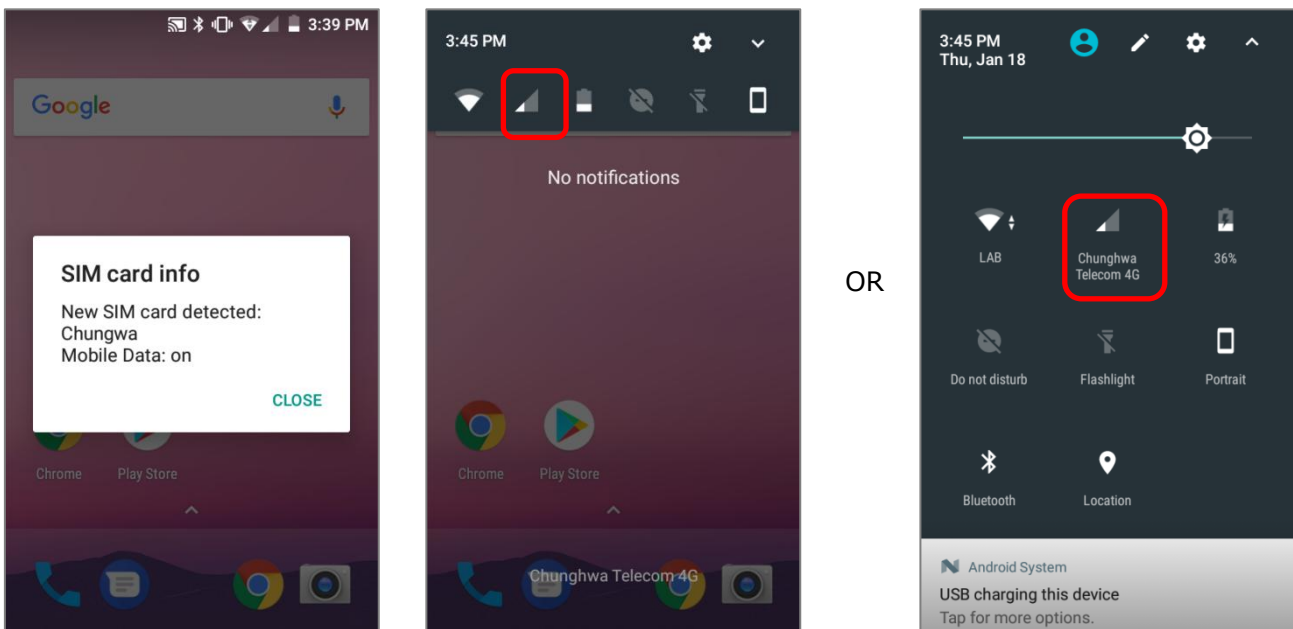 3:39 PM
Google
SIM card info
New SIM card detected:
Chungwa
Mobile Data: on
CLOSE
Chrome Play Store
3:45 PM
No notifications
Chrome Play Store
Chunghwa Telecom 4G
OR
3:45 PM
Thu, Jan 18
LAB
Chunghwa
Telecom 4G
36%
Do not disturb
Flashlight
Portrait
Bluetooth
Location
Android System
USB charging this device
Tap for more options.